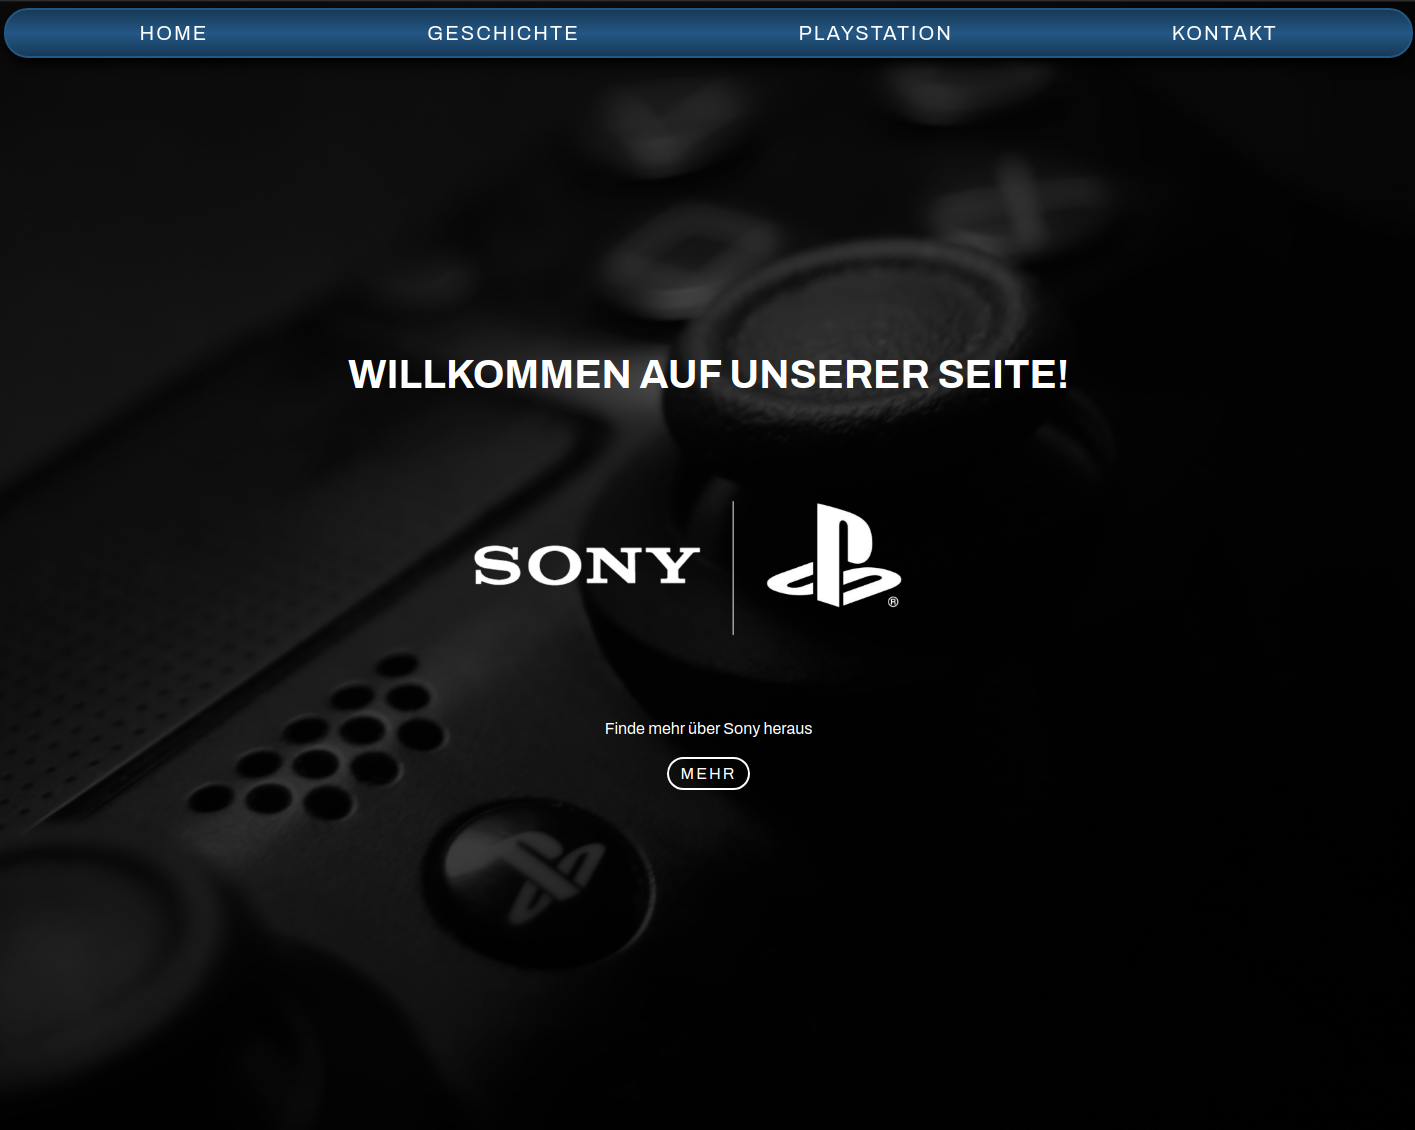 HOME
GESCHICHTE
PLAYSTATION
KONTAKT
WILLKOMMEN AUF UNSERER SEITE!
SONY
®
Finde mehr über Sony heraus
MEHR